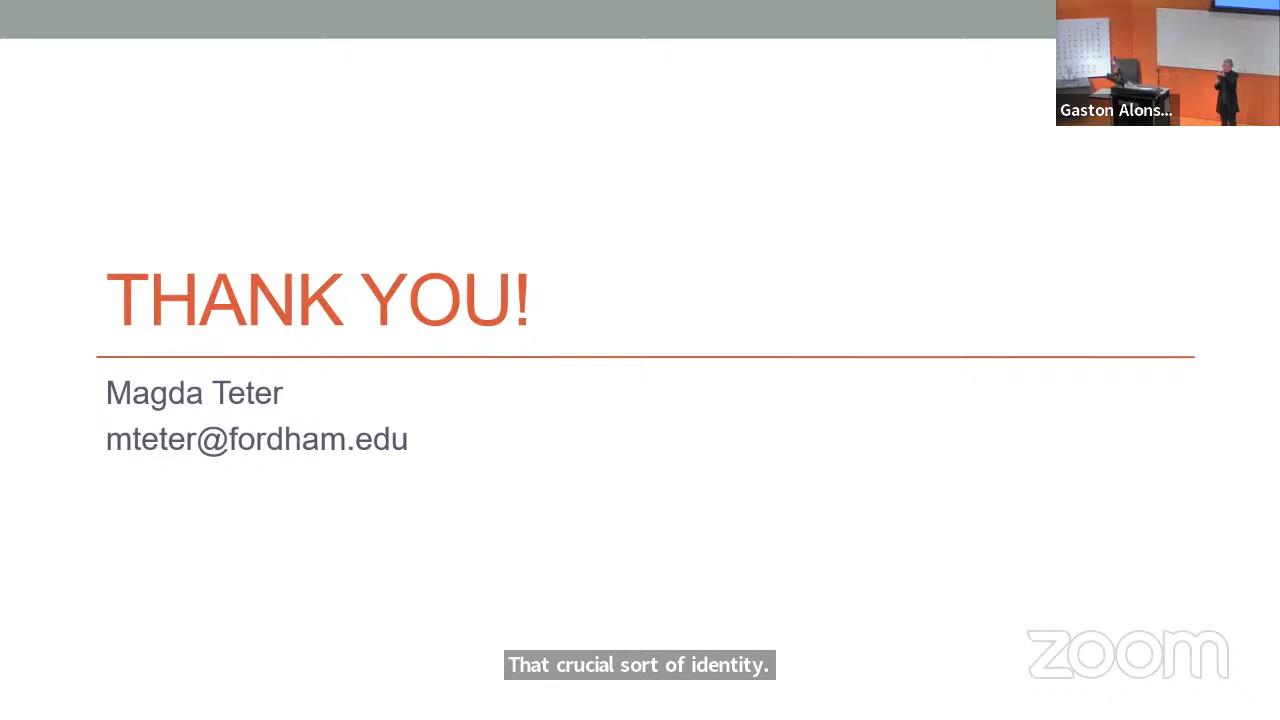 Gaston Alons...
THANK YOU!
Magda Teter
mteter@fordham.edu
That crucial sort of identity.
zoom